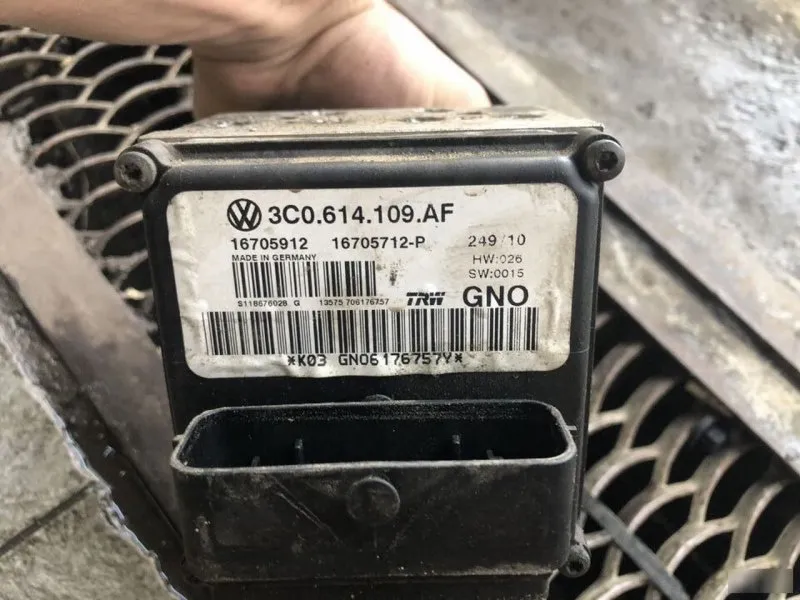 3C0.614.109.AF
16705912 16705712-P 249/10
MADE IN GERMANY HW:026
SW:0015
S118676028 G 13575 706176757 TRW GNO
*K03 GNO6176757Y*